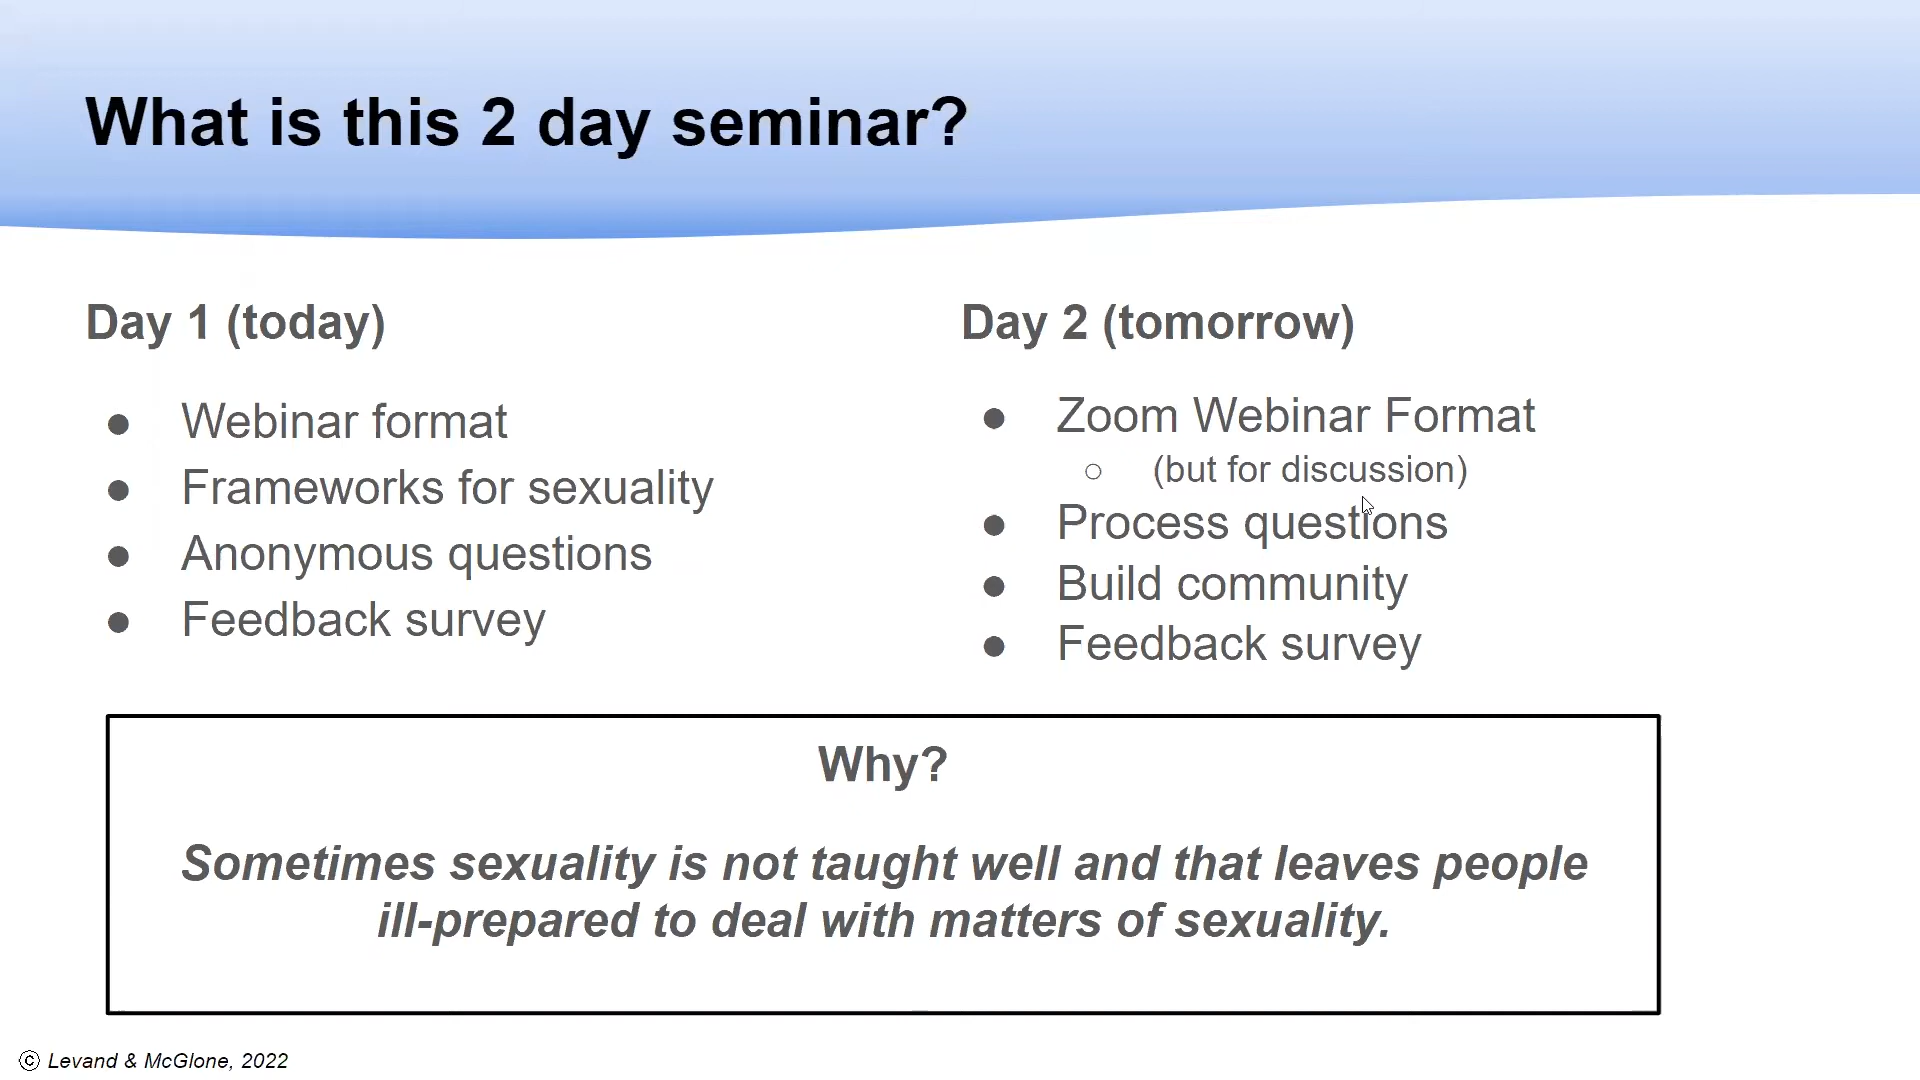 What is this 2 day seminar?
Day 1 (today)
● Webinar format
● Frameworks for sexuality
● Anonymous questions
● Feedback survey
Day 2 (tomorrow)
● Zoom Webinar Format
○ (but for discussion)
● Process questions
● Build community
● Feedback survey
Why?
Sometimes sexuality is not taught well and that leaves people
ill-prepared to deal with matters of sexuality.
© Levand & McGlone, 2022